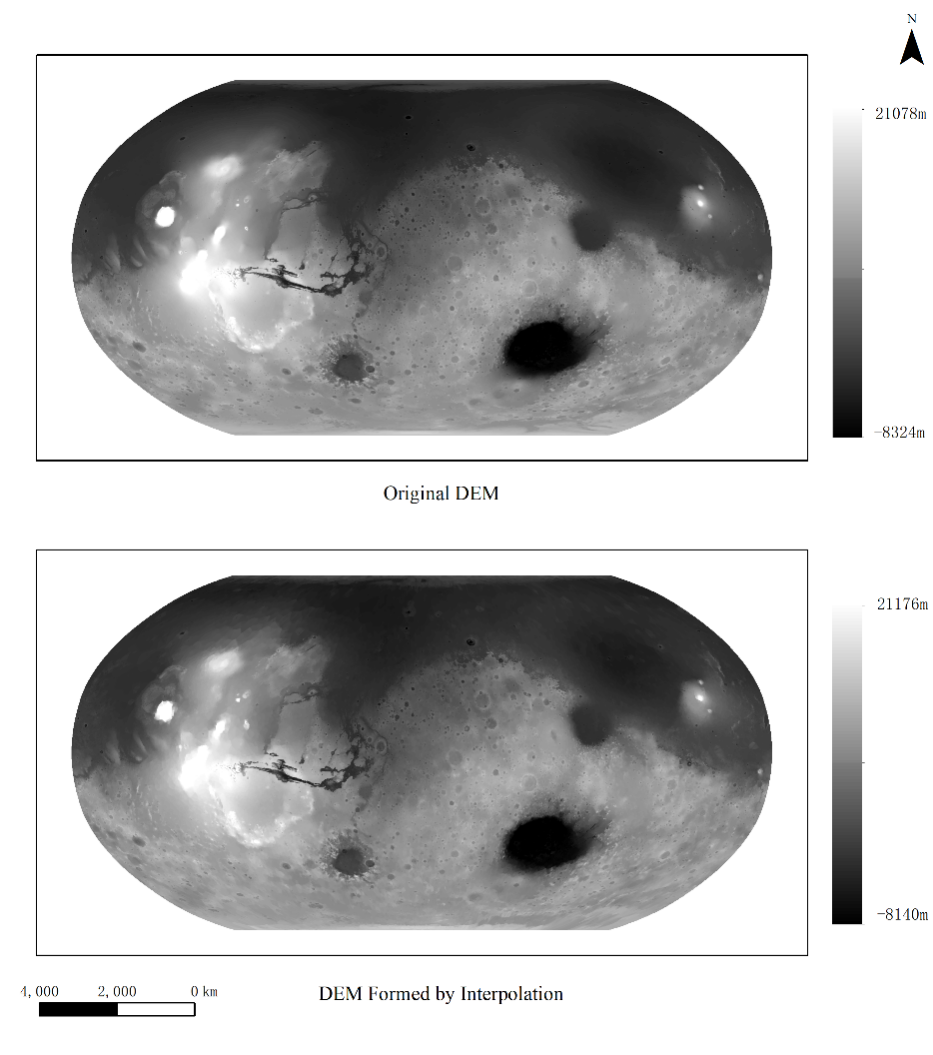 N
21078m
-8324m
Original DEM
21176m
-8140m
4,000 2,000 0 km
DEM Formed by Interpolation